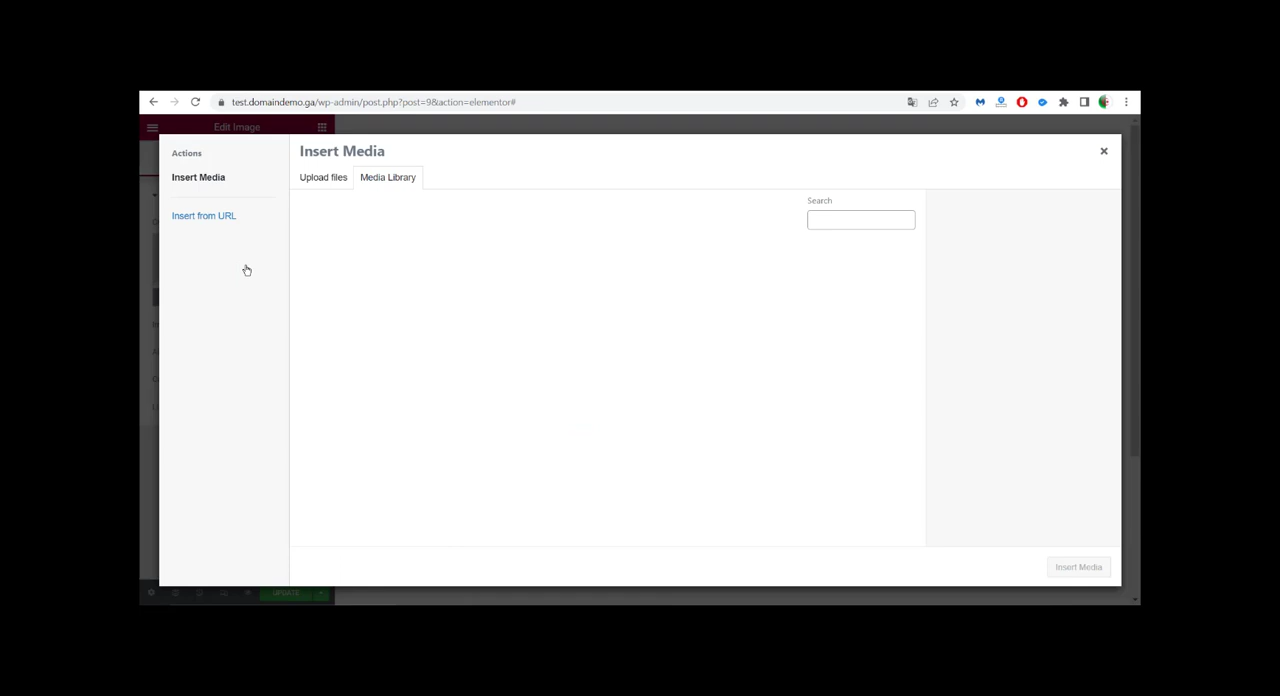 test.domaindemo.ga/wp-admin/post.php?post=9&action=elementor#
Edit Image
Actions
Insert Media
Insert from URL
Insert Media
Upload files
Media Library
Search
Insert Media
UPDATE